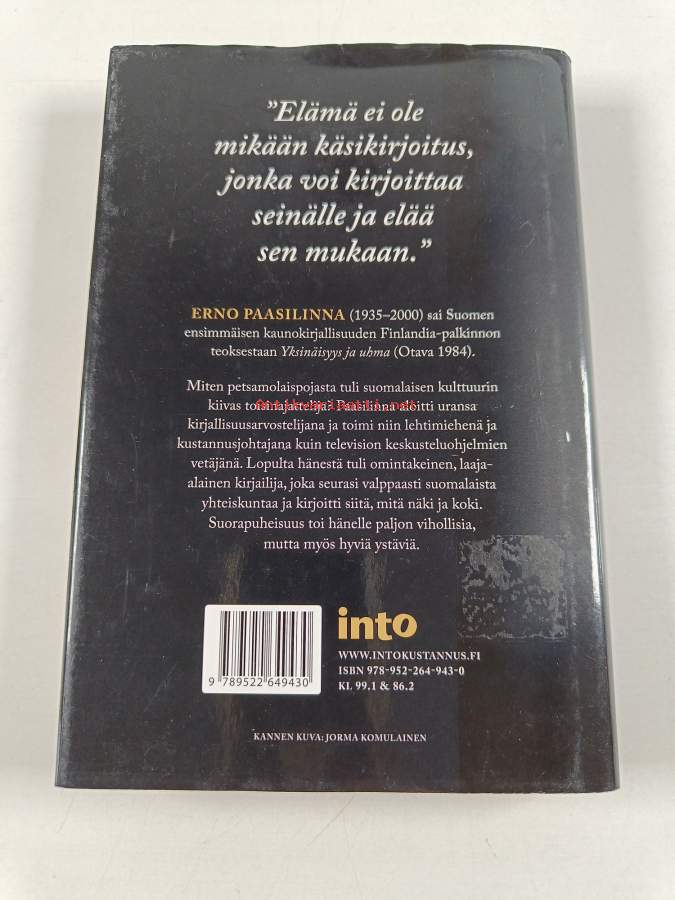 ”Elämä ei ole
mikään käsikirjoitus,
jonka voi kirjoittaa
seinälle ja elää
sen mukaan.”
ERNO PAASILINNA (1935–2000) sai Suomen
ensimmäisen kaunokirjallisuuden Finlandia-palkinnon
teoksestaan Yksinäisyys ja uhma (Otava 1984).
Miten petsamolaispojasta tuli suomalaisen kulttuurin
kiivas toisinajattelija? Paasilinna aloitti uransa
kirjallisuusarvostelijana ja toimi niin lehtimiehenä ja
kustannusjohtajana kuin television keskusteluohjelmien
vetäjänä. Lopulta hänestä tuli omintakeinen, laaja-
alainen kirjailija, joka seurasi valppaasti suomalaista
yhteiskuntaa ja kirjoitti siitä, mitä näki ja koki.
Suorapuheisuus toi hänelle paljon vihollisia,
mutta myös hyviä ystäviä.
into
WWW.INTOKUSTANNUS.FI
ISBN 978-952-264-943-0
KL 99.1 & 86.2
9 789522 649430
KANNEN KUVA: JORMA KOMULAINEN